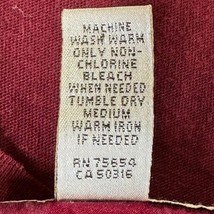 MACHINE
WASH WARM
ONLY NON-
CHLORINE
BLEACH
WHEN NEEDED
TUMBLE DRY
MEDIUM
WARM IRON
IF NEEDED
RN 75654
CA 50316